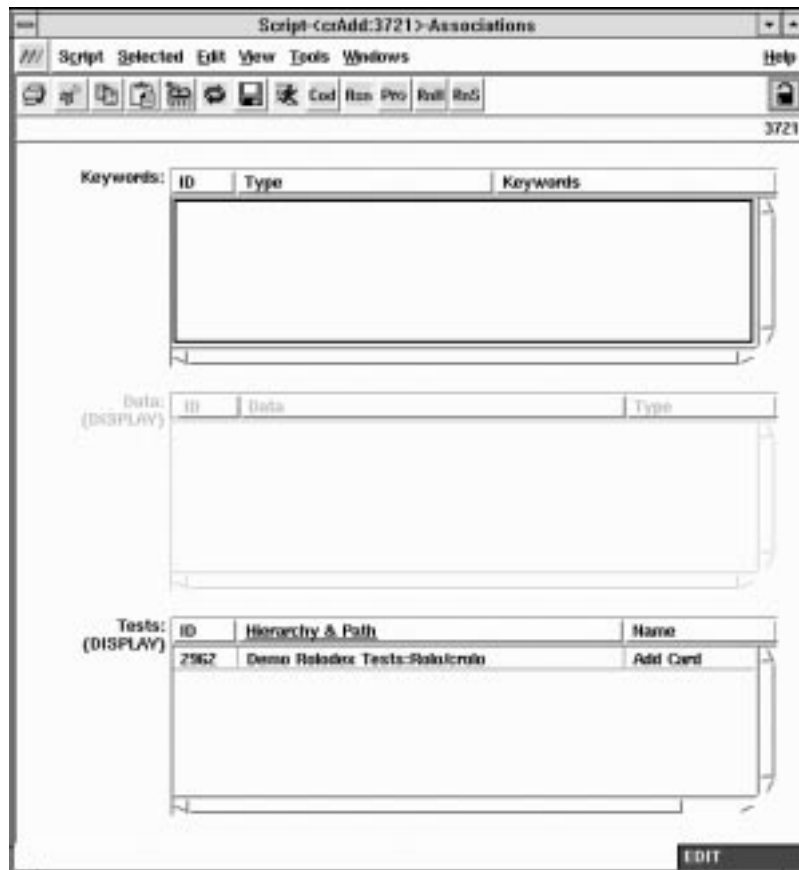 Script-<crAdd:3721>-Associations
Script Selected Edit View Tools Windows Help
Cod Run Pro RnR RnS
3721
Keywords: ID Type Keywords
Data: ID Data Type
(DISPLAY)
Tests: ID Hierarchy & Path Name
(DISPLAY)
2962 Demo Rolodex Tests:Rolo/crolo Add Card
EDIT